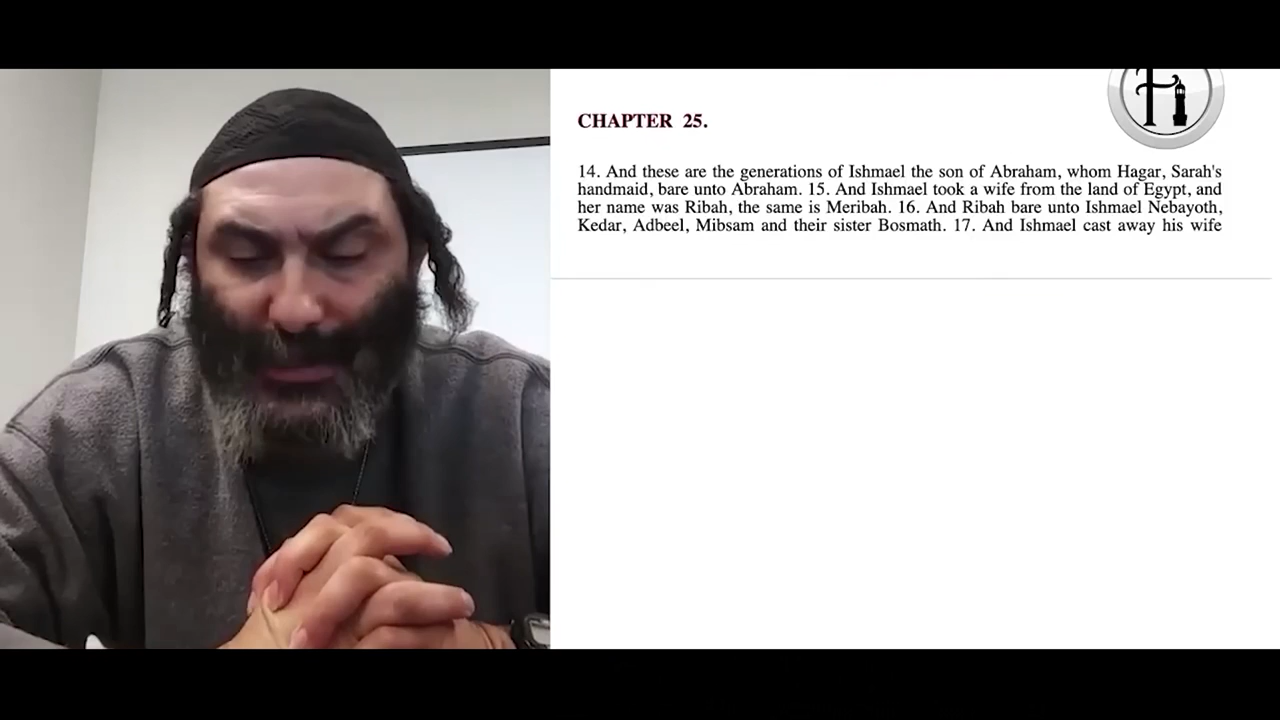 CHAPTER 25.
14. And these are the generations of Ishmael the son of Abraham, whom Hagar, Sarah's
handmaid, bare unto Abraham. 15. And Ishmael took a wife from the land of Egypt, and
her name was Ribah, the same is Meribah. 16. And Ribah bare unto Ishmael Nebayoth,
Kedar, Adbeel, Mibsam and their sister Bosmath. 17. And Ishmael cast away his wife